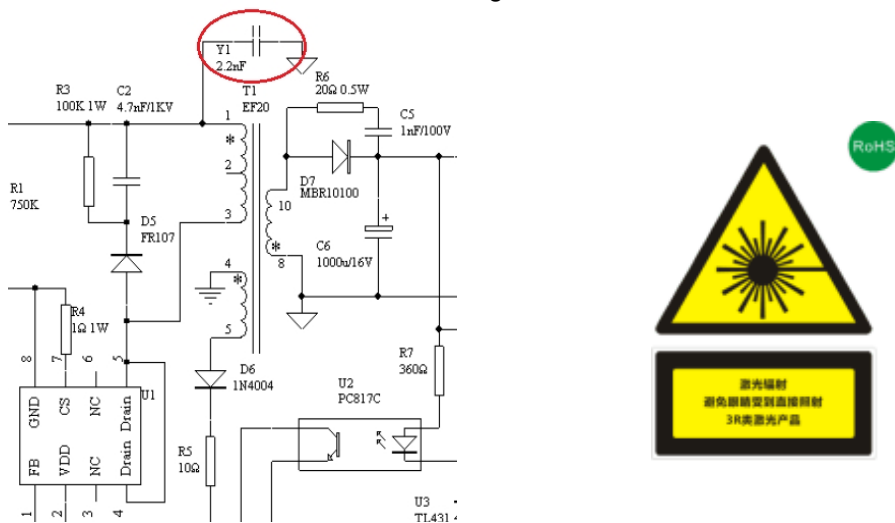 Y1
2.2nF
R3
100K 1W
C2
4.7nF/1KV
T1
EF20
R6
20Ω 0.5W
C5
1nF/100V
1
*
2
3
R1
750K
D5
FR107
D7
MBR10100
10
*
8
+
C6
1000u/16V
4
*
5
R4
1Ω 1W
8
7
6
5
U1
GND
CS
NC
Drain
FB
VDD
NC
Drain
1
2
3
4
D6
1N4004
R5
10Ω
U2
PC817C
R7
360Ω
U3
TL431
RoHS
激光辐射
避免眼睛受到直接照射
3R类激光产品